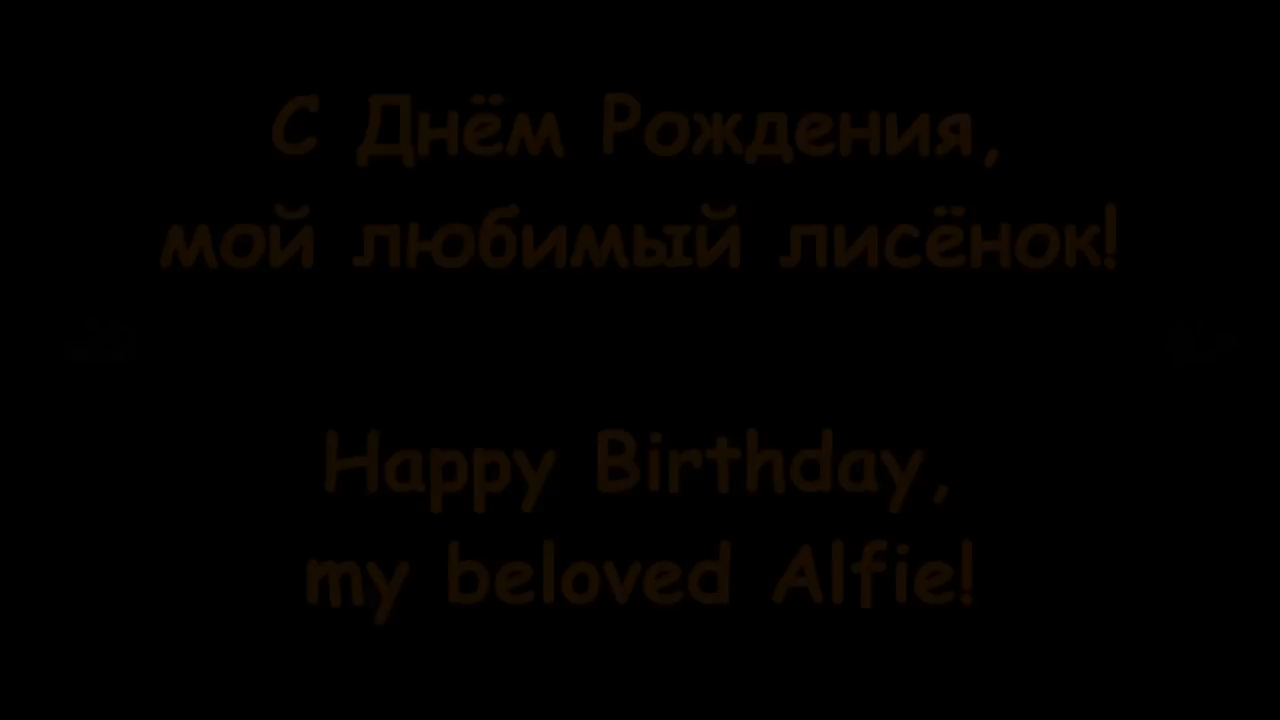 С Днём Рождения,
мой любимый лисёнок!
Happy Birthday,
my beloved Alfie!